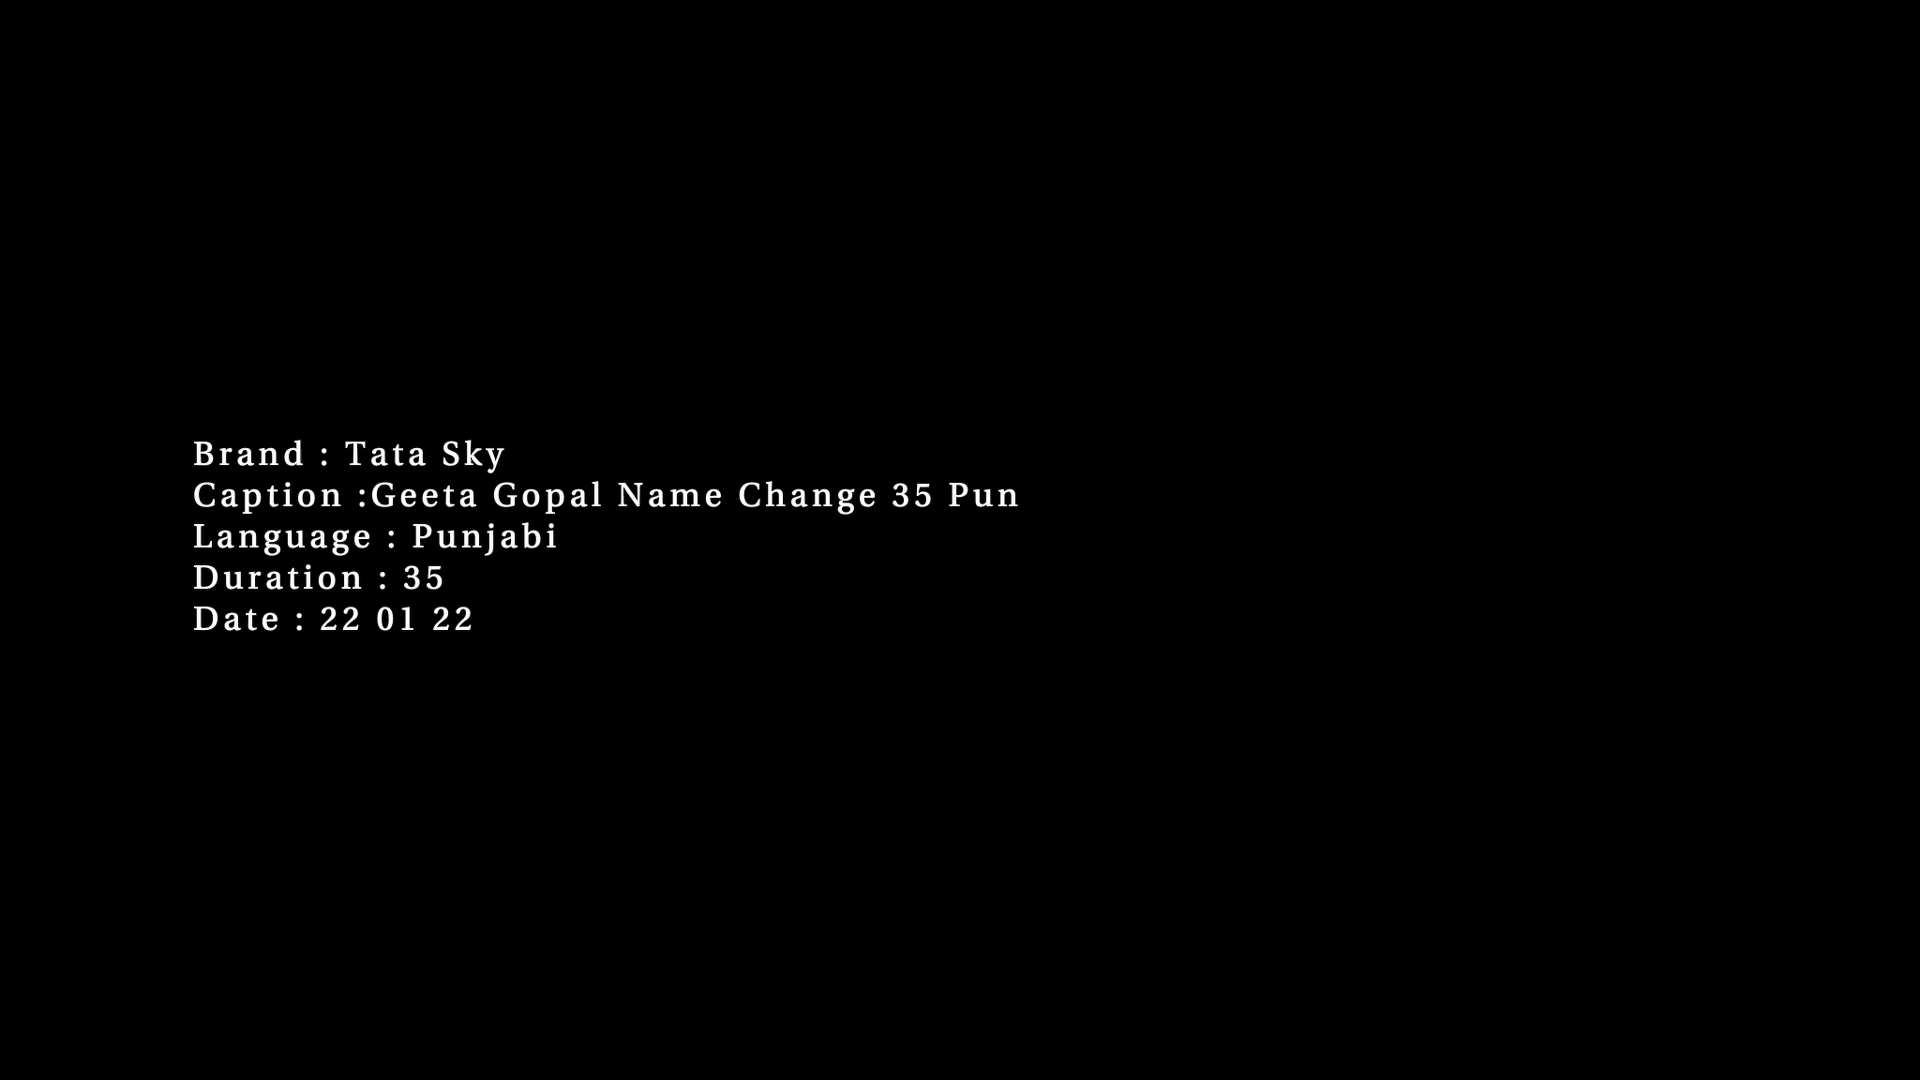 Brand : Tata Sky
Caption :Geeta Gopal Name Change 35 Pun
Language : Punjabi
Duration : 35
Date : 22 01 22